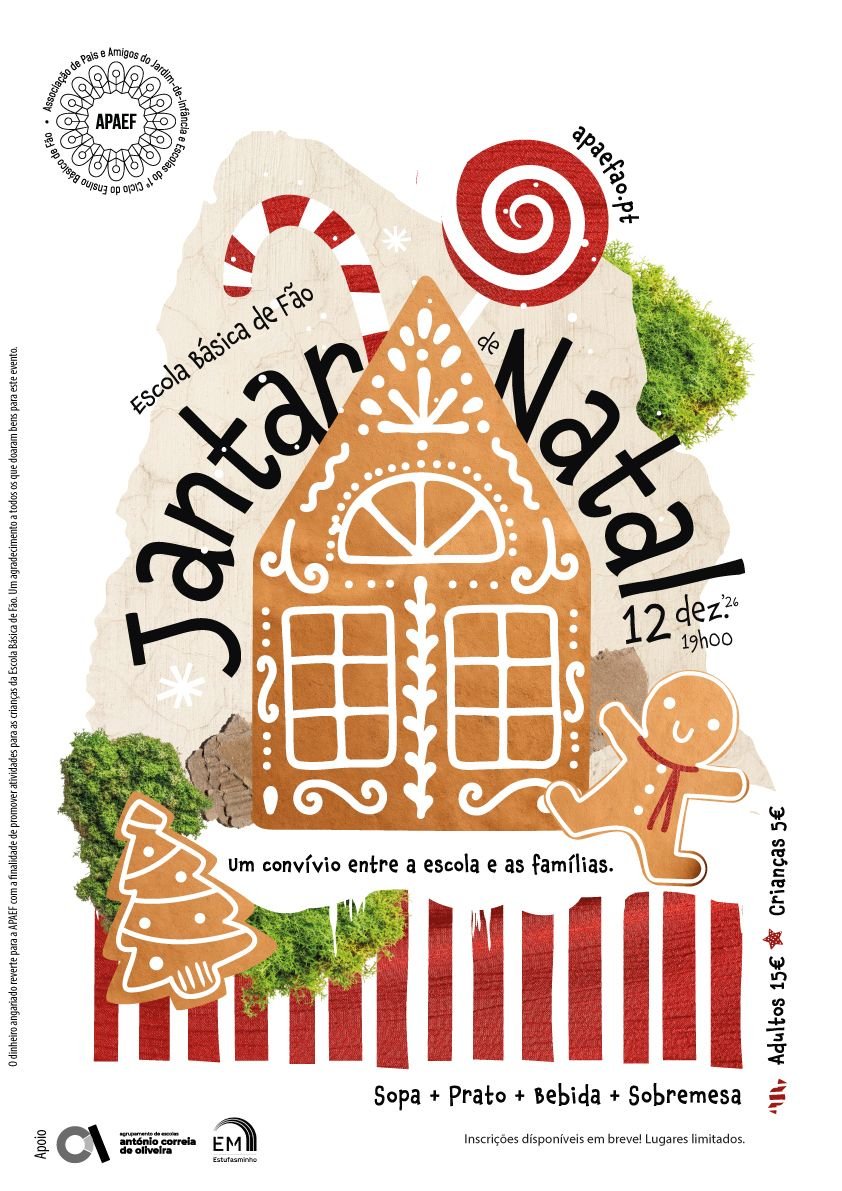 Associação de Pais e Amigos do Jardim-de-Infância e Escolas do 1º Ciclo do Ensino Básico de Fão •
APAEF
apaefao.pt
Escola Básica de Fão
Jantar de Natal
12 dez.'26
19h00
Um convívio entre a escola e as famílias.
Adultos 15€ Crianças 5€
Sopa + Prato + Bebida + Sobremesa
Inscrições dísponíveis em breve! Lugares limitados.
O dinheiro angariado reverte para a APAEF com a finalidade de promover atividades para as crianças da Escola Básica de Fão. Um agradecimento a todos os que doaram bens para este evento.
Apoio
agrupamento de escolas
antónio correia
de oliveira
EM
Estufasminho